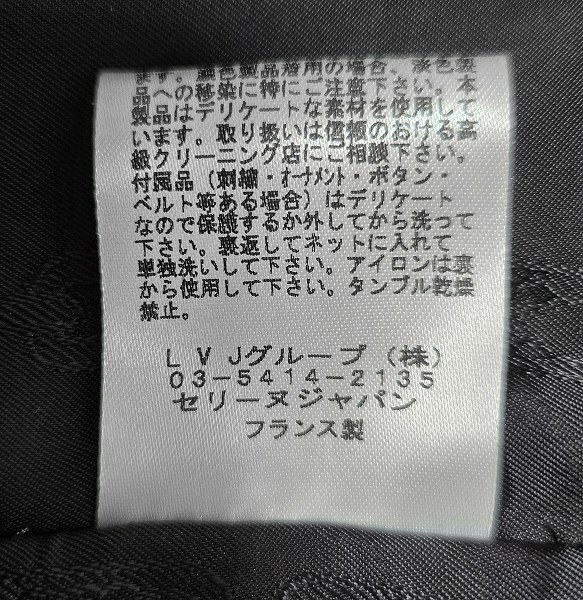 品に染特にご注意下さい。本
製品はデリケートな素材を使用して
い　ます。取り扱いには信頼のおける高
級クリーニング店にご相談下さい。
付属品（刺繍・オーナメント・ボタン・
ベルト等ある場合）はデリケート
なので保護するか外してから洗って
下さい。裏返してネットに入れて
単独洗いして下さい。アイロンは裏
から使用して下さい。タンブル乾燥
禁止。
ＬＶＪグループ（株）
０３－５４１４－２１３５
セリーヌジャパン
フランス製